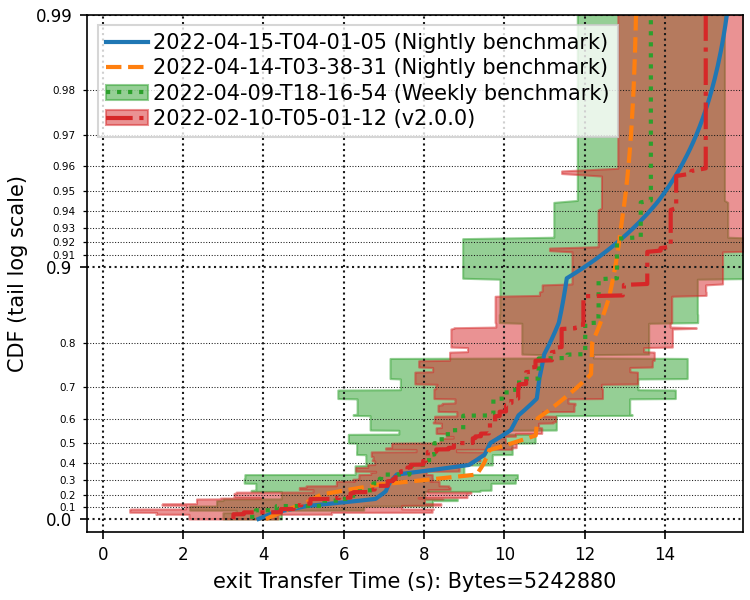 0.99
2022-04-15-T04-01-05 (Nightly benchmark)
2022-04-14-T03-38-31 (Nightly benchmark)
2022-04-09-T18-16-54 (Weekly benchmark)
2022-02-10-T05-01-12 (v2.0.0)
0.98
0.97
0.96
0.95
0.94
0.93
0.92
0.91
0.9
0.8
0.7
0.6
0.5
0.4
0.3
0.2
0.1
0.0
CDF (tail log scale)
0 2 4 6 8 10 12 14
exit Transfer Time (s): Bytes=5242880